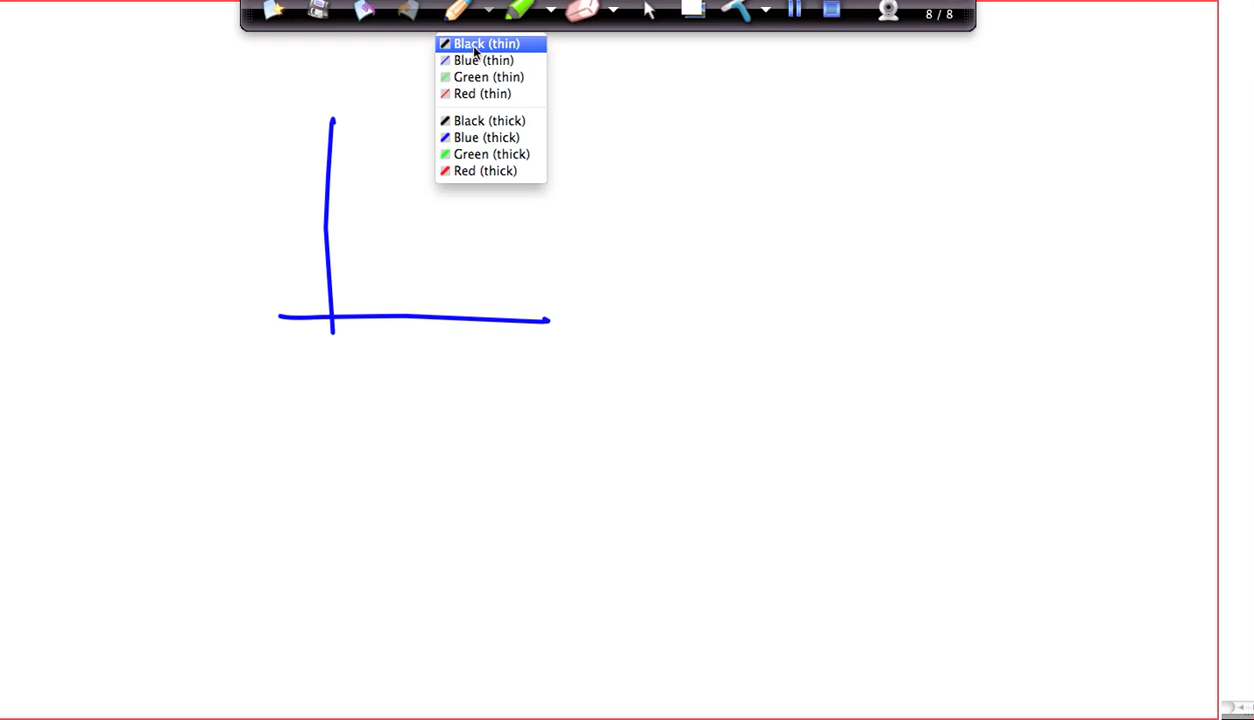 8 / 8
Black (thin)
Blue (thin)
Green (thin)
Red (thin)
Black (thick)
Blue (thick)
Green (thick)
Red (thick)